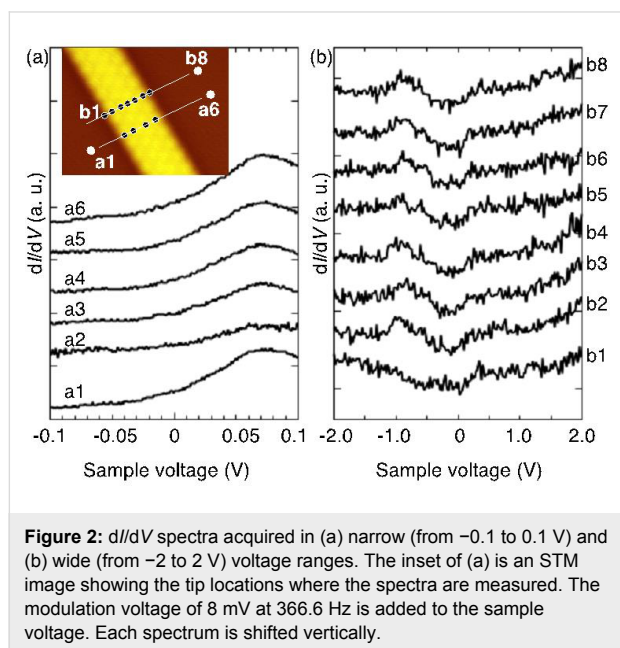 (a)
b8
b1
a6
a1
a6
a5
a4
a3
a2
a1
dI/dV (a. u.)
-0.1 -0.05 0 0.05 0.1
Sample voltage (V)
(b)
b8
b7
b6
b5
b4
b3
b2
b1
dI/dV (a. u.)
-2.0 -1.0 0 1.0 2.0
Sample voltage (V)
Figure 2: dI/dV spectra acquired in (a) narrow (from −0.1 to 0.1 V) and
(b) wide (from −2 to 2 V) voltage ranges. The inset of (a) is an STM
image showing the tip locations where the spectra are measured. The
modulation voltage of 8 mV at 366.6 Hz is added to the sample
voltage. Each spectrum is shifted vertically.